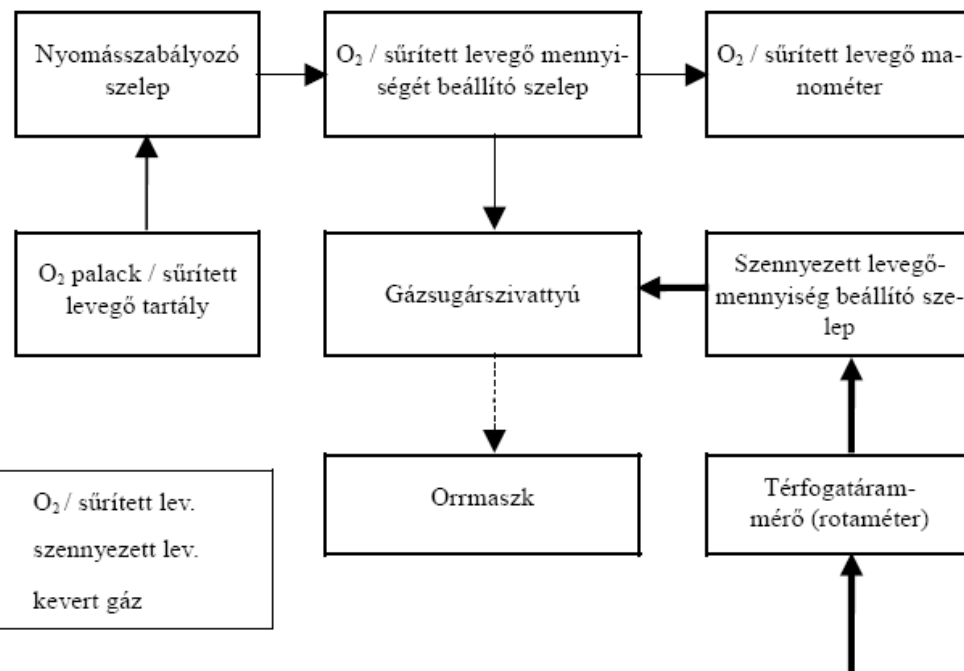 Nyomásszabályozó
szelep
O₂ / sűrített levegő mennyi-
ségét beállító szelep
O₂ / sűrített levegő ma-
nométer
O₂ palack / sűrített
levegő tartály
Gázsugárszivattyú
Szennyezett levegő-
mennyiség beállító sze-
lep
Orrmaszk
Térfogatáram-
mérő (rotaméter)
O₂ / sűrített lev.
szennyezett lev.
kevert gáz